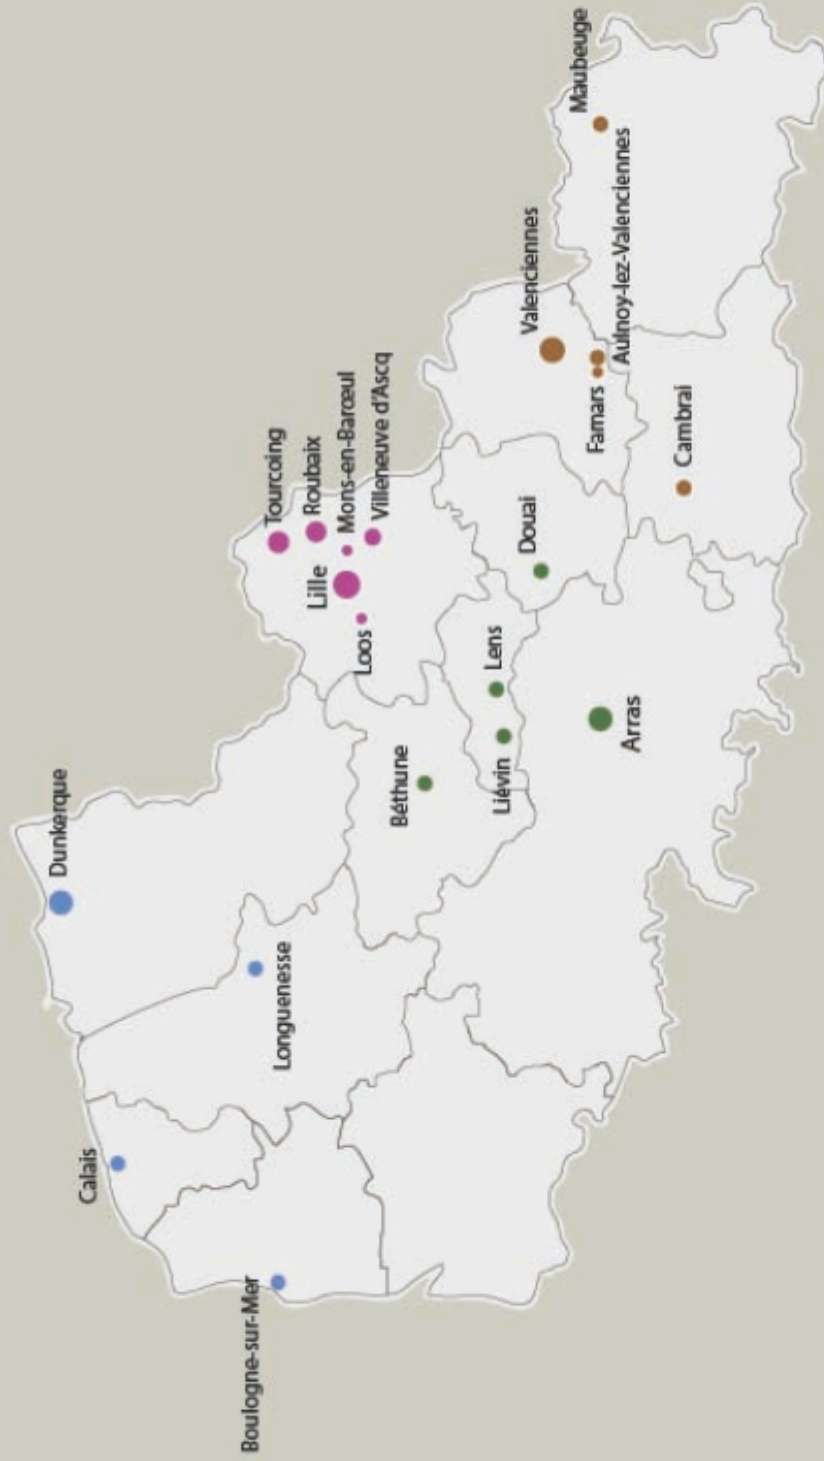 Dunkerque
Calais
Boulogne-sur-Mer
Longuenesse
Tourcoing
Roubaix
Mons-en-Barœul
Lille
Villeneuve d'Ascq
Loos
Béthune
Lens
Liévin
Douai
Valenciennes
Arras
Famars
Aulnoy-lez-Valenciennes
Maubeuge
Cambrai